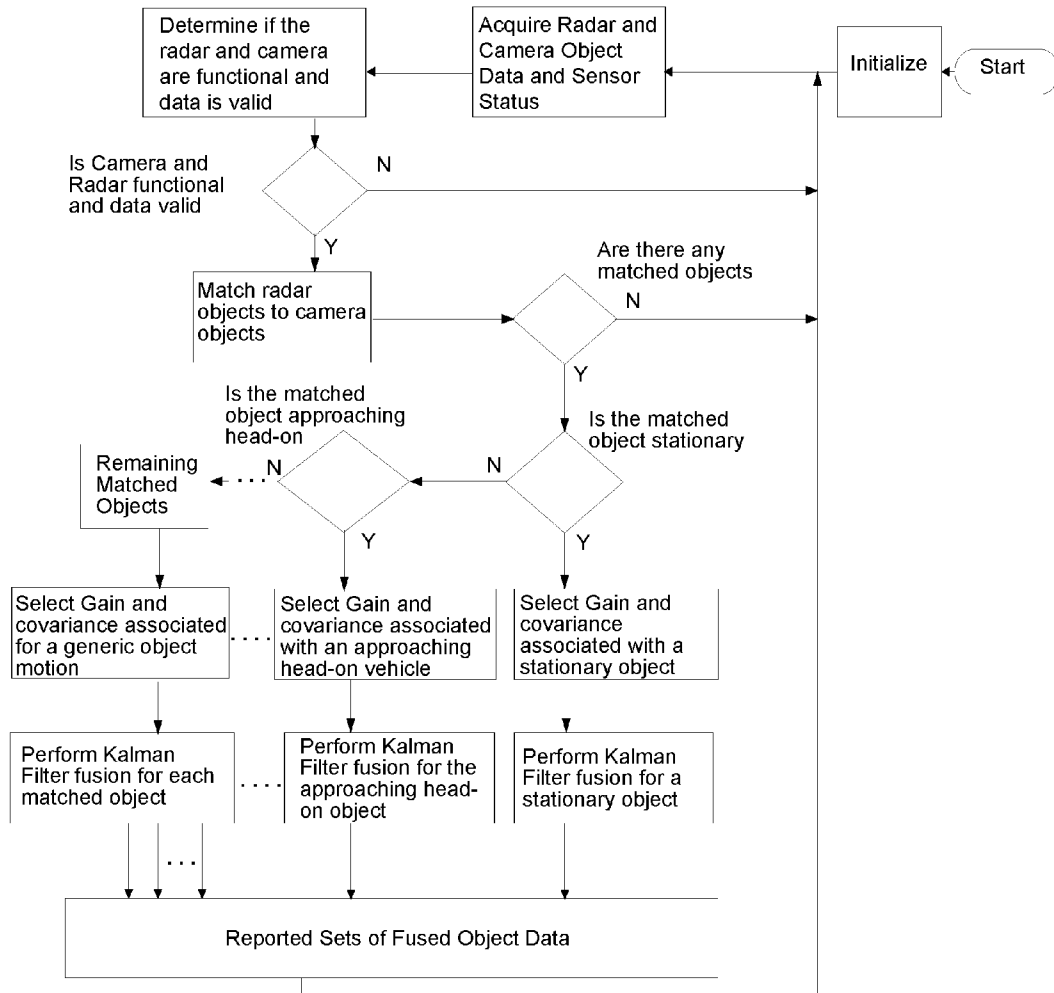 Determine if the
radar and camera
are functional and
data is valid
Acquire Radar and
Camera Object
Data and Sensor
Status
Initialize
Start
Is Camera and
Radar functional
and data valid
N
Y
Are there any
matched objects
Match radar
objects to camera
objects
N
Y
Is the matched
object approaching
head-on
Is the matched
object stationary
Remaining
Matched
Objects
N
N
Y
Y
Select Gain and
covariance associated
for a generic object
motion
Select Gain and
covariance associated
with an approaching
head-on vehicle
Select Gain and
covariance
associated with a
stationary object
Perform Kalman
Filter fusion for each
matched object
Perform Kalman
Filter fusion for the
approaching head-
on object
Perform Kalman
Filter fusion for a
stationary object
Reported Sets of Fused Object Data